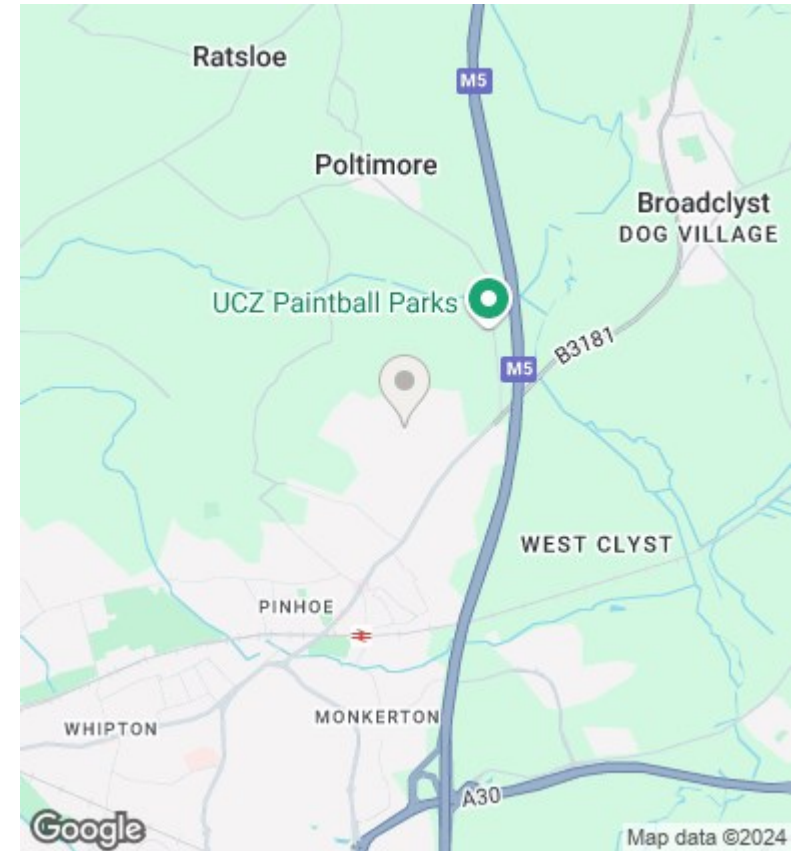 Ratsloe
M5
Poltimore
Broadclyst
DOG VILLAGE
UCZ Paintball Parks
B3181
M5
WEST CLYST
PINHOE
WHIPTON
MONKERTON
A30
Google
Map data ©2024